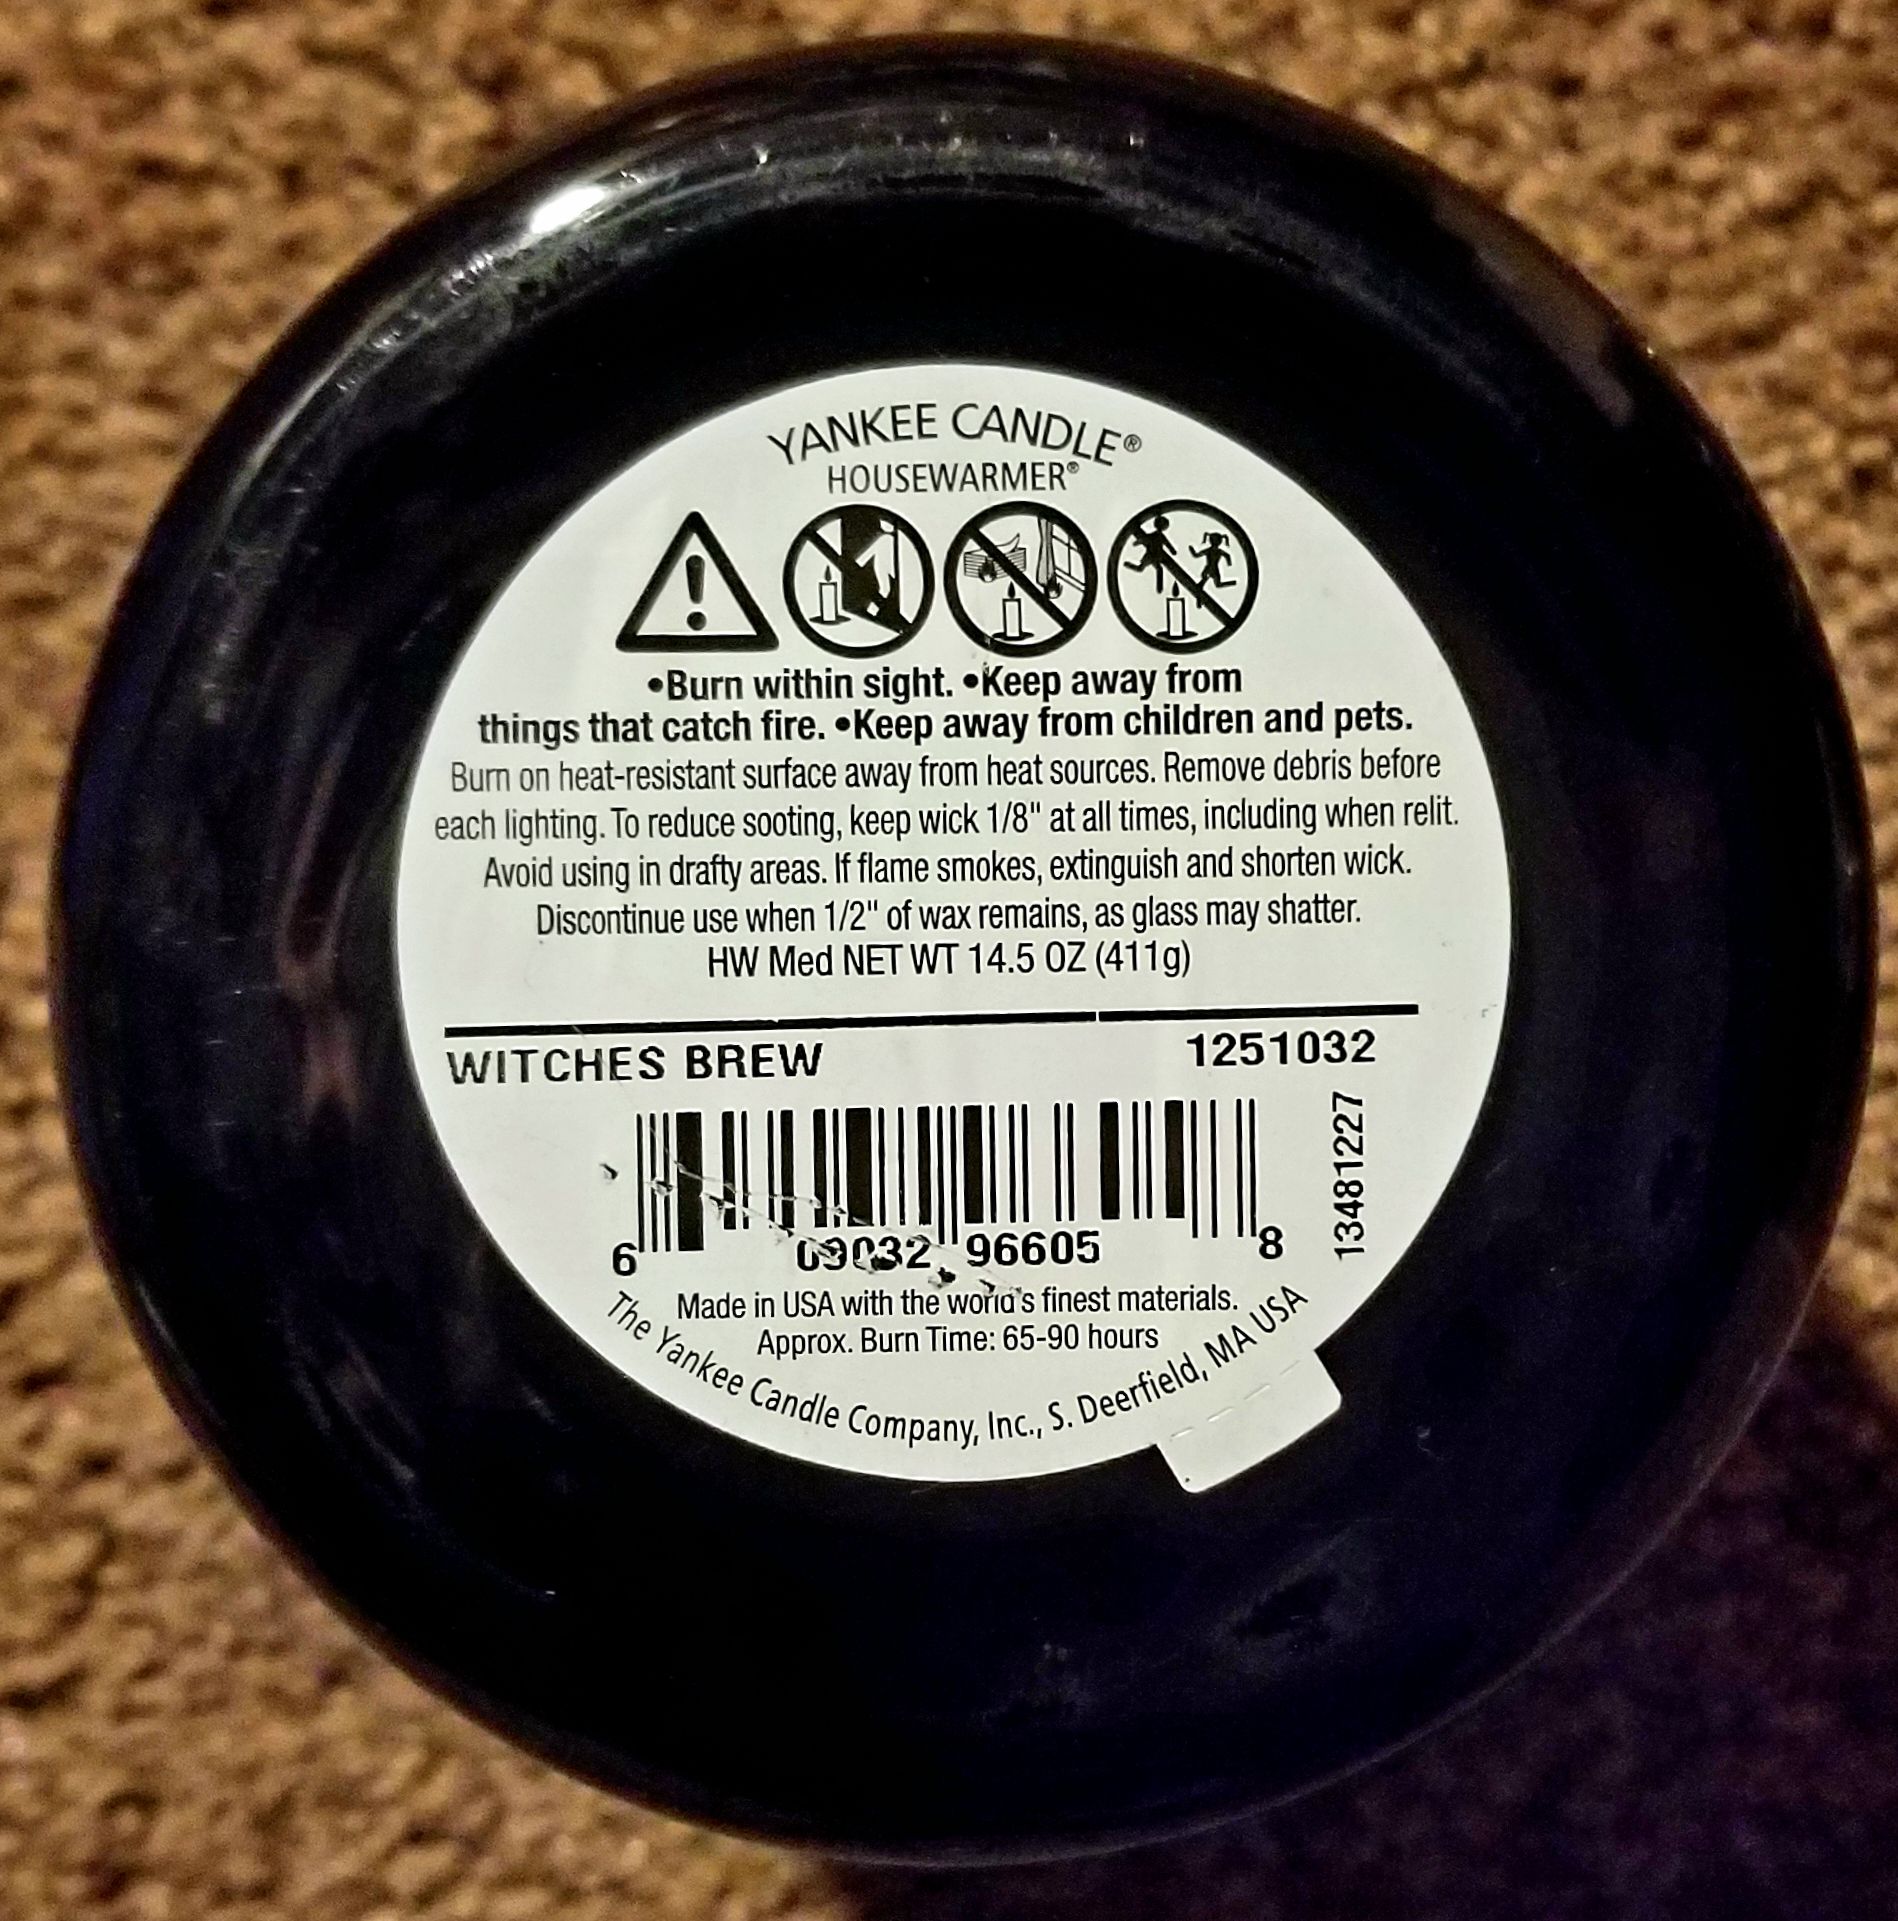 YANKEE CANDLE®
HOUSEWARMER®
•Burn within sight. •Keep away from
things that catch fire. •Keep away from children and pets.
Burn on heat-resistant surface away from heat sources. Remove debris before
each lighting. To reduce sooting, keep wick 1/8" at all times, including when relit.
Avoid using in drafty areas. If flame smokes, extinguish and shorten wick.
Discontinue use when 1/2" of wax remains, as glass may shatter.
HW Med NET WT 14.5 OZ (411g)
WITCHES BREW 1251032
13481227
6 09032 96605 8
Made in USA with the world's finest materials.
Approx. Burn Time: 65-90 hours
The Yankee Candle Company, Inc., S. Deerfield, MA USA